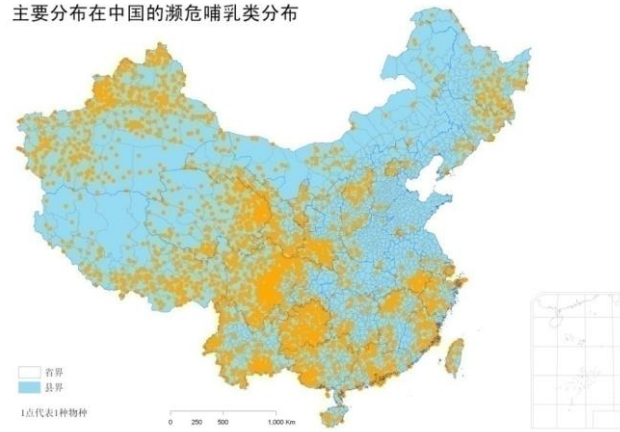 主要分布在中国的濒危哺乳类分布
省界
县界
1点代表1种物种
0 250 500 1,000 Km